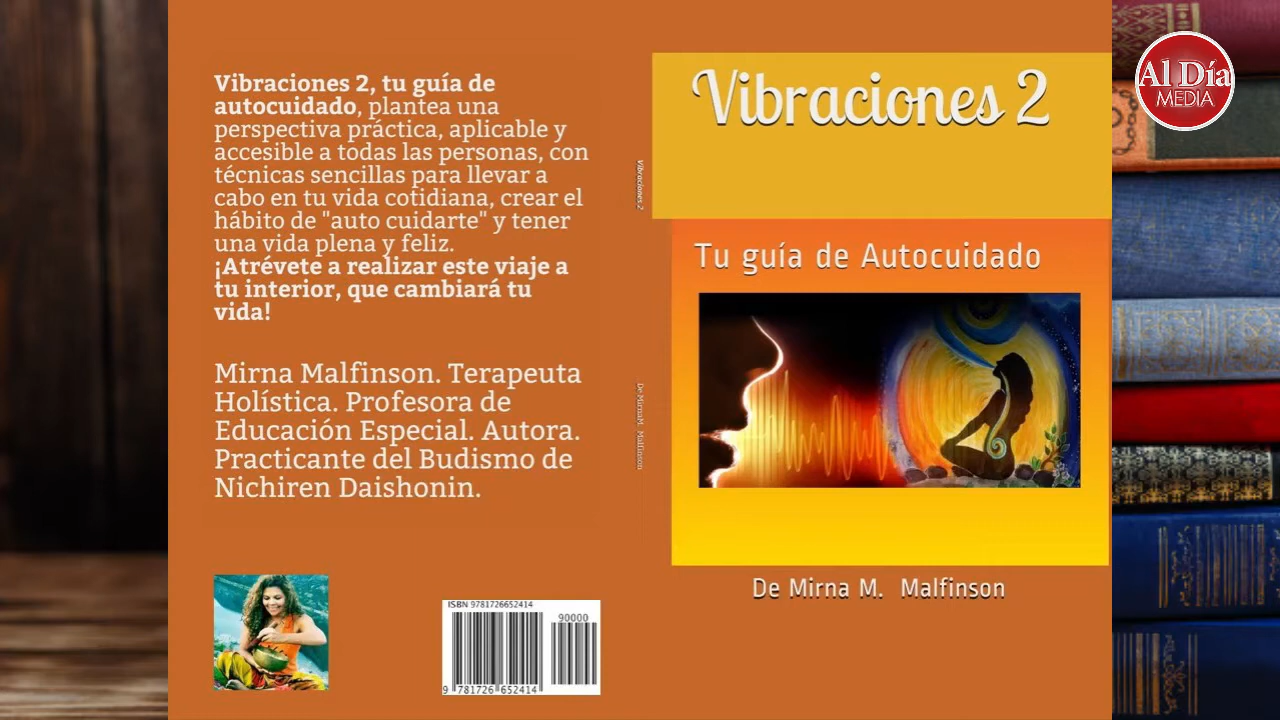 Vibraciones 2, tu guía de
autocuidado, plantea una
perspectiva práctica, aplicable y
accesible a todas las personas, con
técnicas sencillas para llevar a
cabo en tu vida cotidiana, crear el
hábito de "auto cuidarte" y tener
una vida plena y feliz.
¡Atrévete a realizar este viaje a
tu interior, que cambiará tu
vida!
Mirna Malfinson. Terapeuta
Holística. Profesora de
Educación Especial. Autora.
Practicante del Budismo de
Nichiren Daishonin.
ISBN 9781726652414
90000
9 781726 652414
Vibraciones 2
De Mirna M. Malfinson
Vibraciones 2
Tu guía de Autocuidado
De Mirna M. Malfinson
Al Día
MEDIA